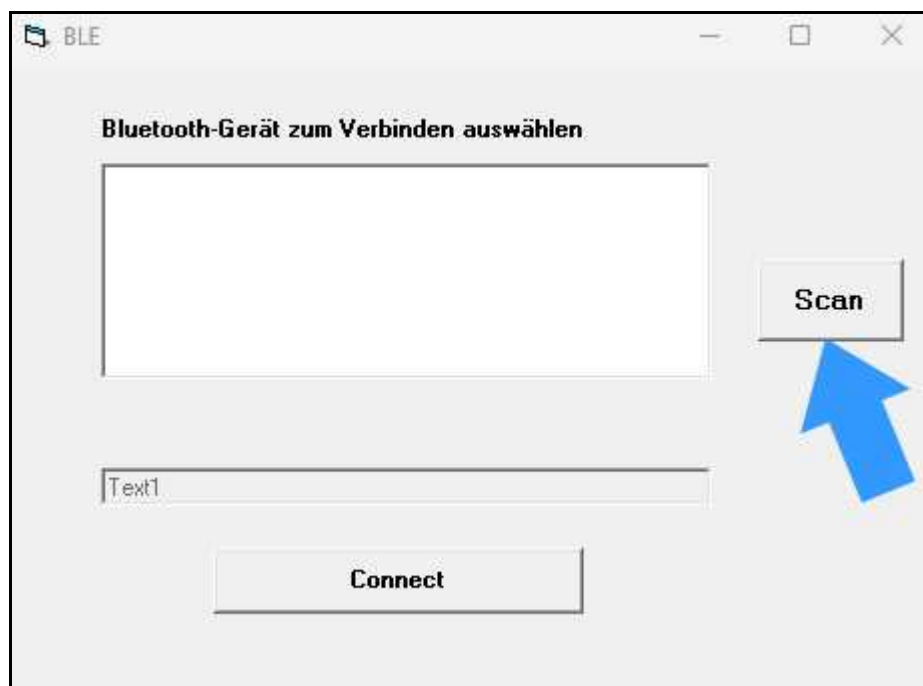 BLE
Bluetooth-Gerät zum Verbinden auswählen
Scan
Text1
Connect